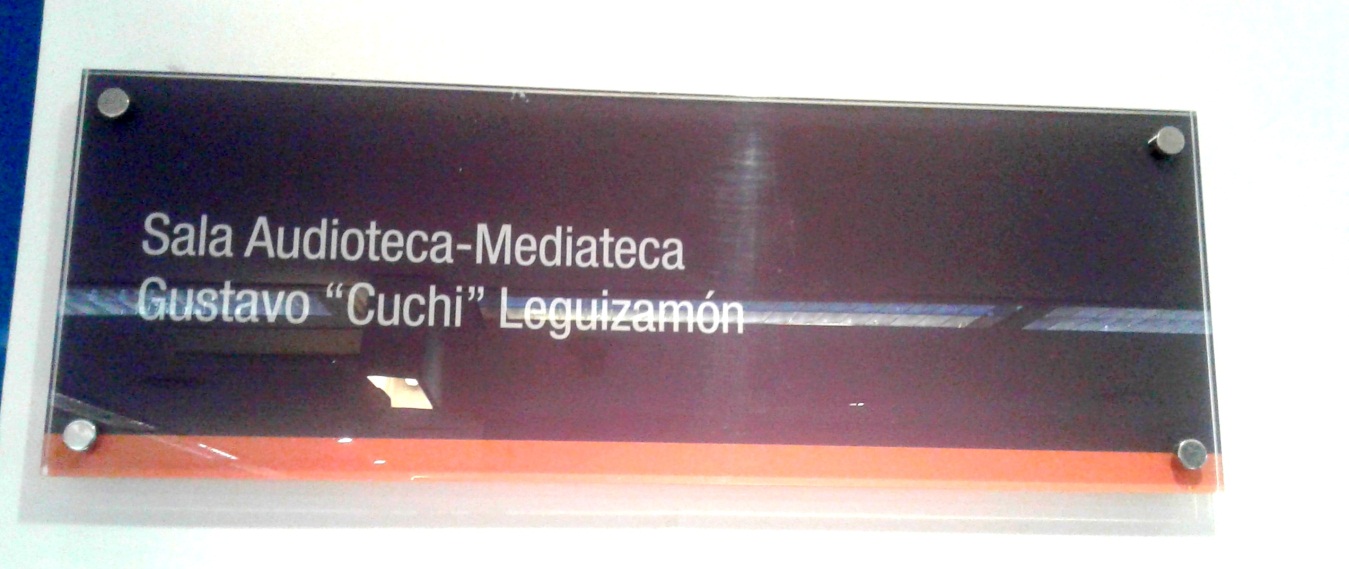 Sala Audioteca-Mediateca
Gustavo “Cuchi” Leguizamón